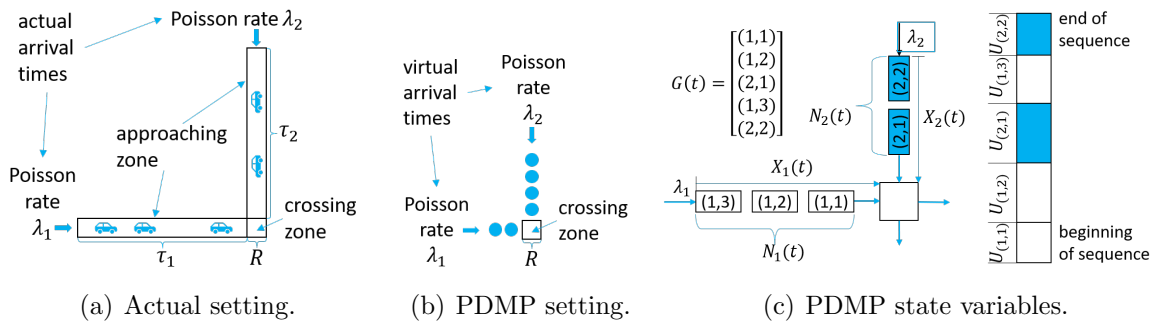 actual
arrival
times
Poisson rate λ₂
approaching
zone
τ₂
Poisson
rate
λ₁
crossing
zone
τ₁
R
(a) Actual setting.
virtual
arrival
times
Poisson
rate
λ₂
Poisson
rate
λ₁
crossing
zone
R
(b) PDMP setting.
G(t) =
(1,1)
(1,2)
(2,1)
(1,3)
(2,2)
λ₂
(2,2)
(2,1)
N₂(t)
X₂(t)
X₁(t)
λ₁
(1,3)
(1,2)
(1,1)
N₁(t)
U(2,2)
U(1,3)
U(2,1)
U(1,2)
U(1,1)
end of
sequence
beginning
of sequence
(c) PDMP state variables.